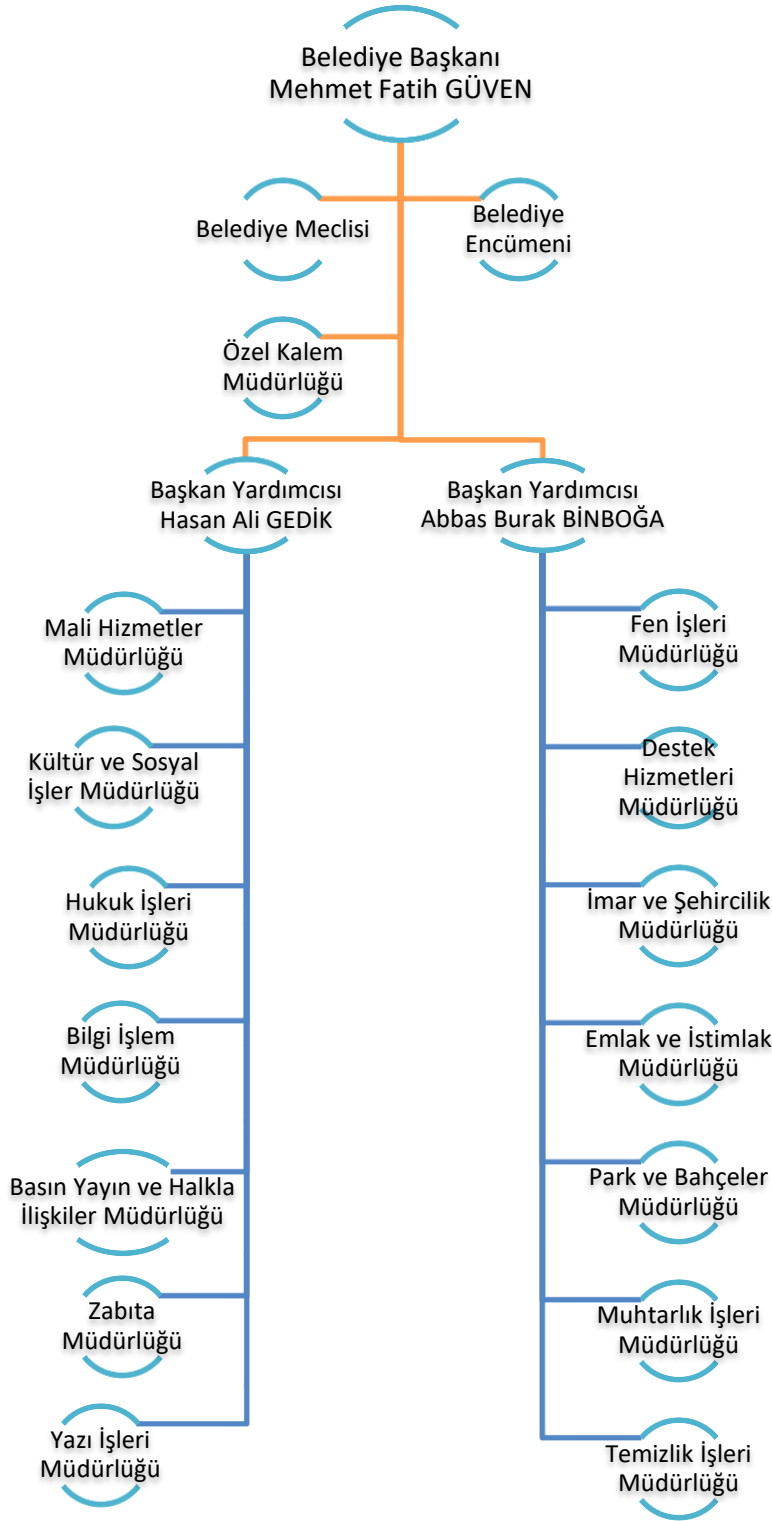 Belediye Başkanı
Mehmet Fatih GÜVEN
Belediye Meclisi
Belediye
Encümeni
Özel Kalem
Müdürlüğü
Başkan Yardımcısı
Hasan Ali GEDİK
Mali Hizmetler
Müdürlüğü
Kültür ve Sosyal
İşler Müdürlüğü
Hukuk İşleri
Müdürlüğü
Bilgi İşlem
Müdürlüğü
Basın Yayın ve Halkla
İlişkiler Müdürlüğü
Zabıta
Müdürlüğü
Yazı İşleri
Müdürlüğü
Başkan Yardımcısı
Abbas Burak BİNBOĞA
Fen İşleri
Müdürlüğü
Destek
Hizmetleri
Müdürlüğü
İmar ve Şehircilik
Müdürlüğü
Emlak ve İstimlak
Müdürlüğü
Park ve Bahçeler
Müdürlüğü
Muhtarlık İşleri
Müdürlüğü
Temizlik İşleri
Müdürlüğü